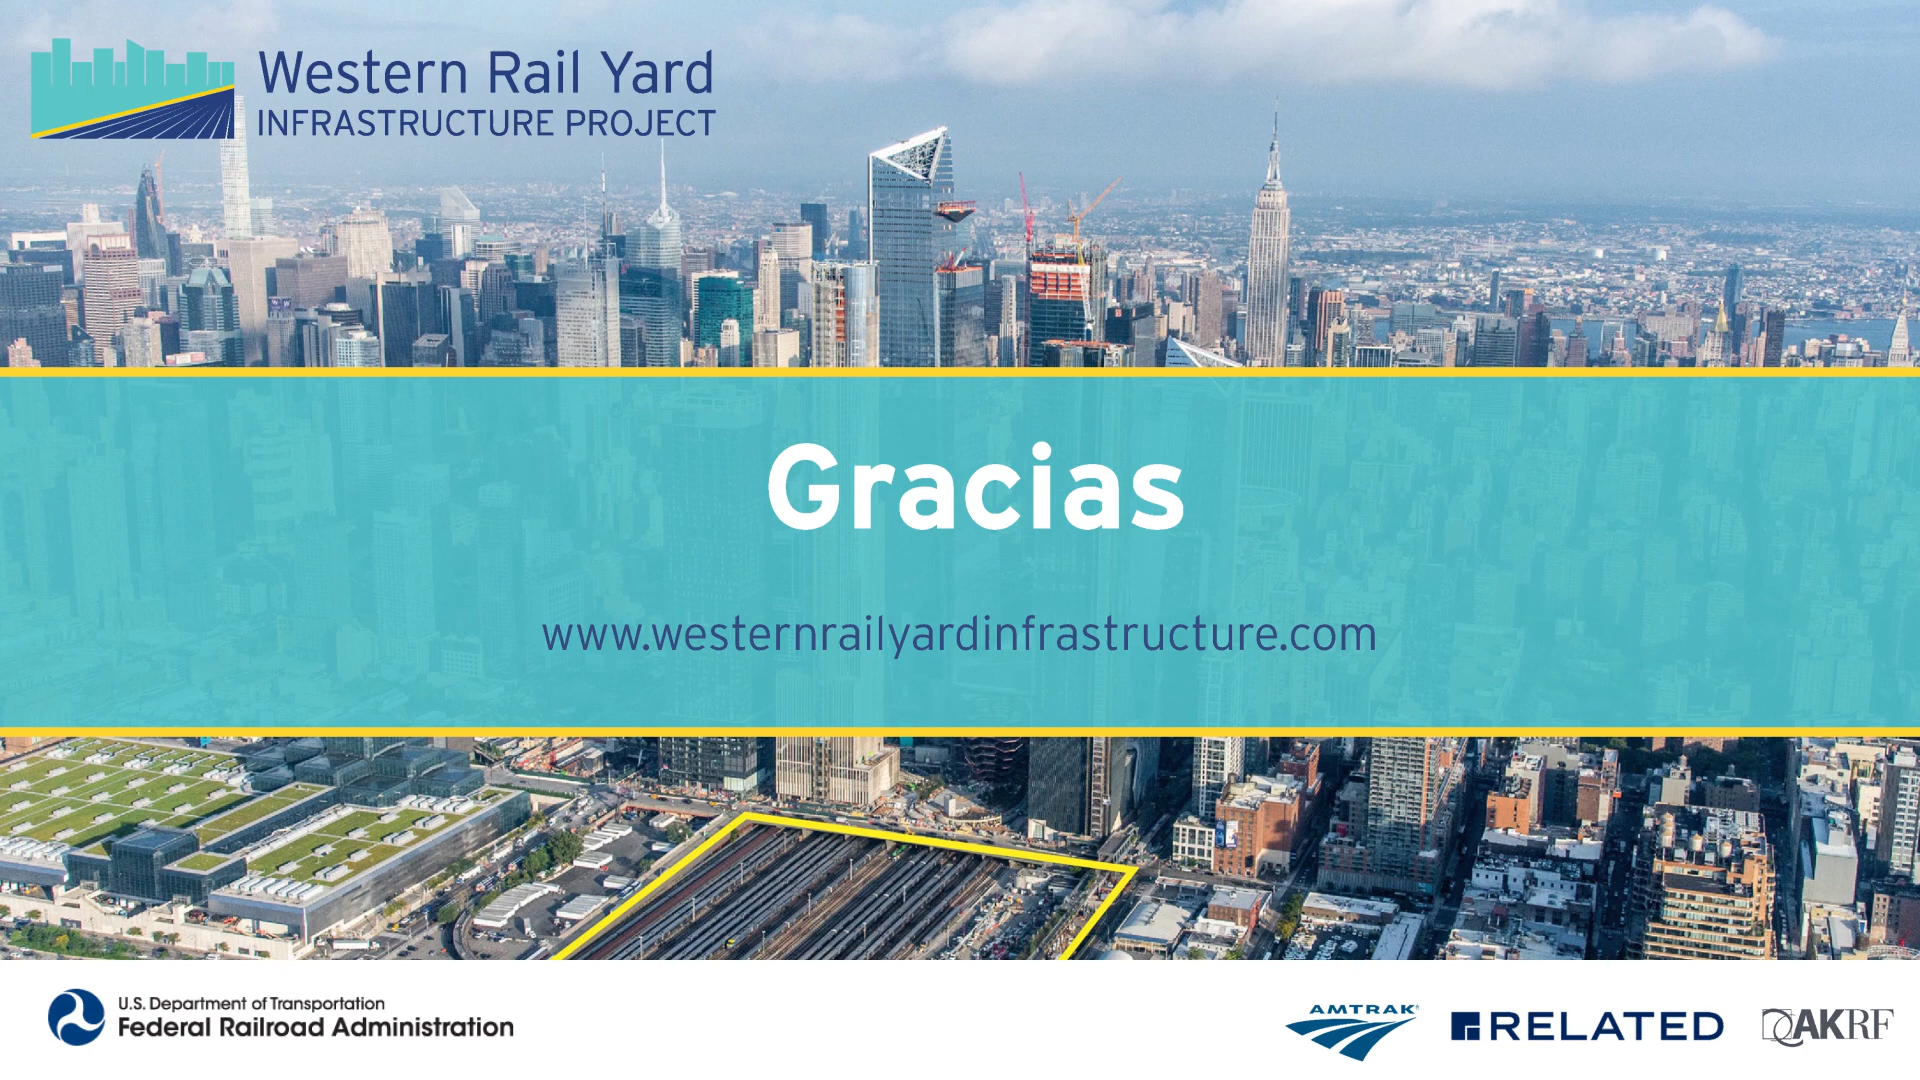 Western Rail Yard
INFRASTRUCTURE PROJECT
Gracias
www.westernrailyardinfrastructure.com
U.S. Department of Transportation
Federal Railroad Administration
AMTRAK®
RELATED
AKRF